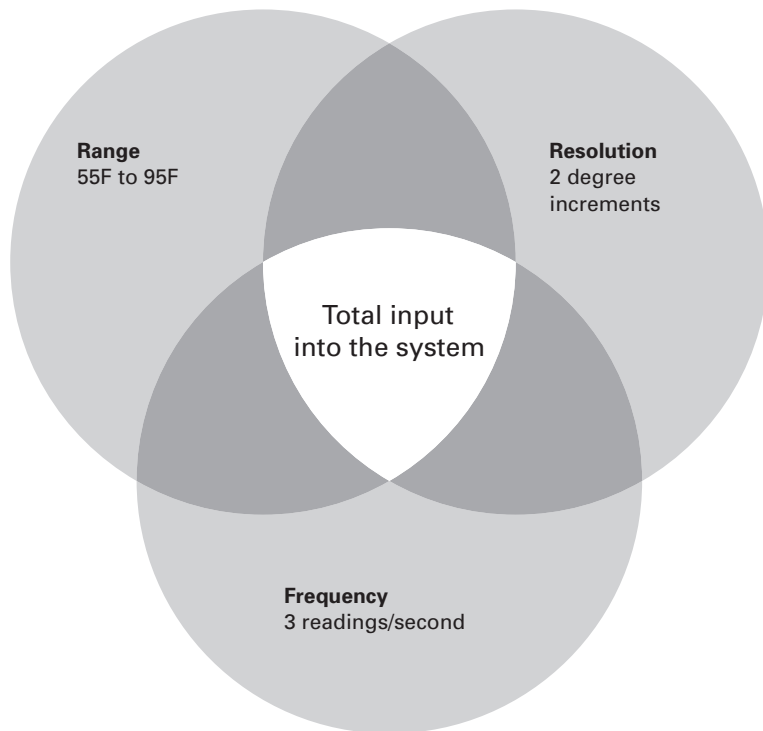 Range
55F to 95F
Resolution
2 degree
increments
Total input
into the system
Frequency
3 readings/second